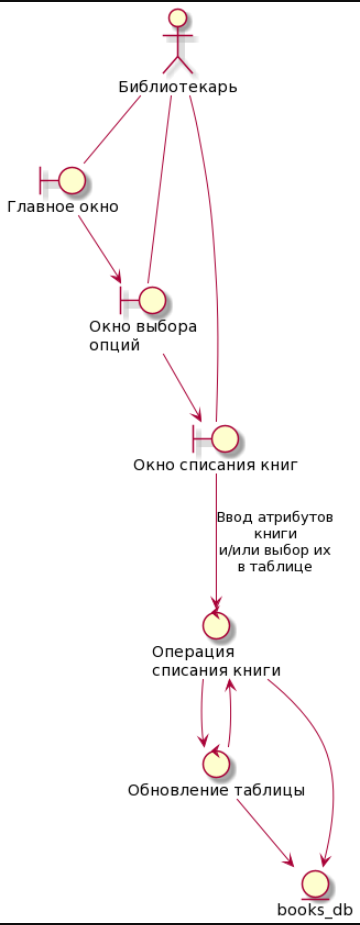 Библиотекарь
Главное окно
Окно выбора
опций
Окно списания книг
Ввод атрибутов
книги
и/или выбор их
в таблице
Операция
списания книги
Обновление таблицы
books_db